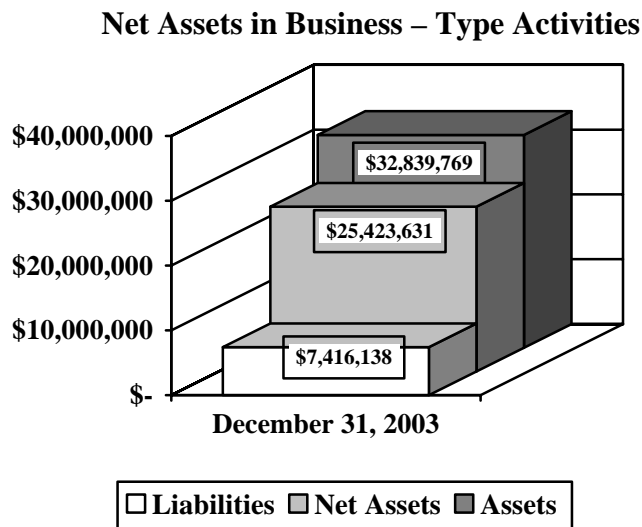 Net Assets in Business – Type Activities
$40,000,000
$30,000,000
$20,000,000
$10,000,000
$-
$32,839,769
$25,423,631
$7,416,138
December 31, 2003
Liabilities Net Assets Assets